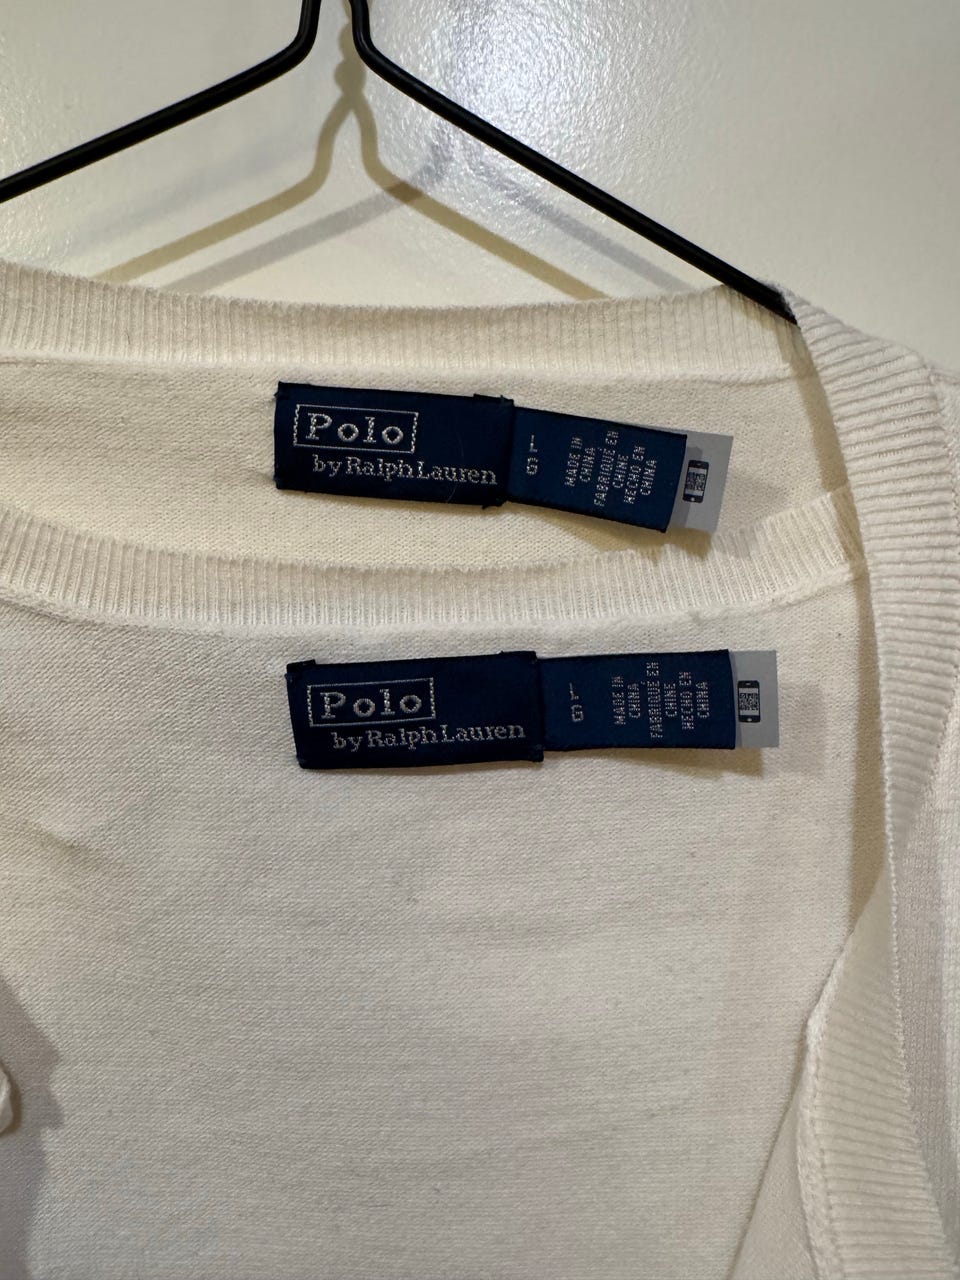 Polo
by Ralph Lauren
L
G
MADE IN
CHINA
FABRIQUÉ EN
CHINE
HECHO EN
CHINA
Polo
by Ralph Lauren
L
G
MADE IN
CHINA
FABRIQUÉ EN
CHINE
HECHO EN
CHINA